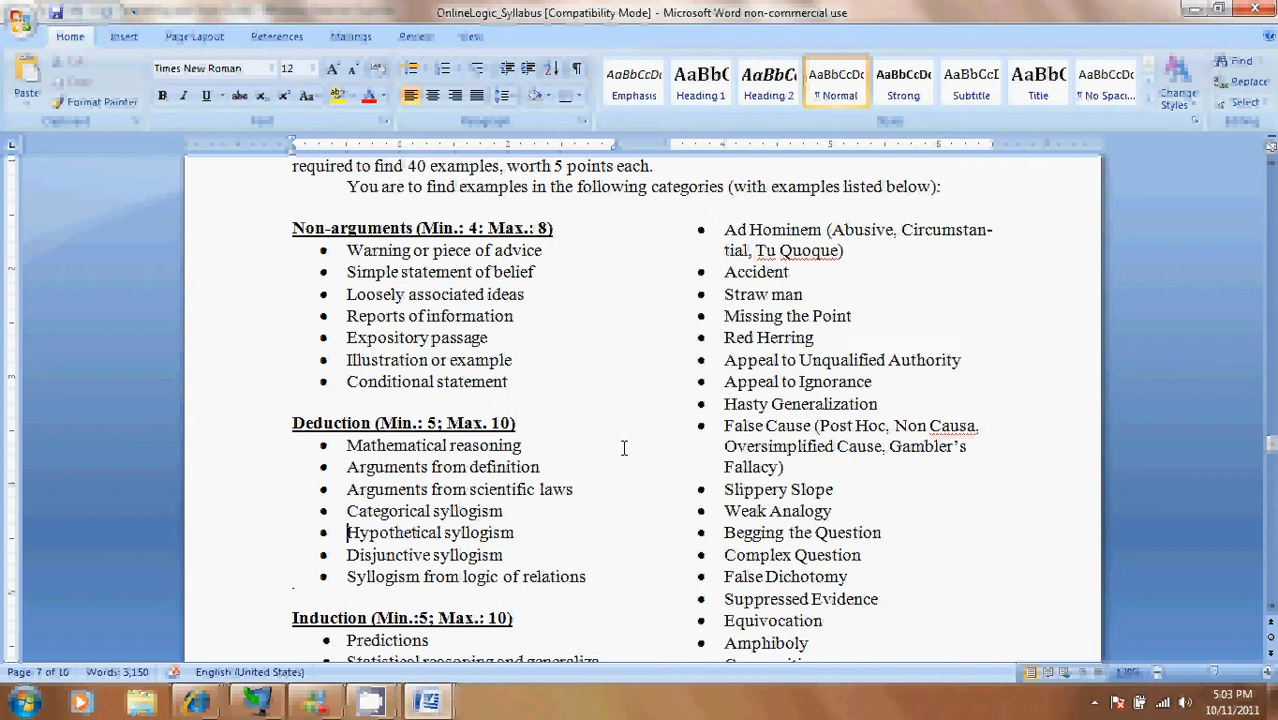 OnlineLogic_Syllabus [Compatibility Mode] - Microsoft Word non-commercial use
Home Insert Page Layout References Mailings Review View
Paste
Format Painter
Times New Roman 12
AaBbCcDc AaBbC AaBbC AaBbCcDc AaBbCcDc AaBbCcI AaBbC AaBbCcDc
Emphasis Heading 1 Heading 2 ¶ Normal Strong Subtitle Title ¶ No Spaci...
Change
Styles
Find
Replace
Select
Paragraph
Editing
required to find 40 examples, worth 5 points each.
You are to find examples in the following categories (with examples listed below):
Non-arguments (Min.: 4: Max.: 8)
• Warning or piece of advice
• Simple statement of belief
• Loosely associated ideas
• Reports of information
• Expository passage
• Illustration or example
• Conditional statement
Deduction (Min.: 5; Max. 10)
• Mathematical reasoning
• Arguments from definition
• Arguments from scientific laws
• Categorical syllogism
• Hypothetical syllogism
• Disjunctive syllogism
• Syllogism from logic of relations
Induction (Min.:5; Max.: 10)
• Predictions
Statistical reasoning and generaliza
• Ad Hominem (Abusive, Circumstan-
tial, Tu Quoque)
• Accident
• Straw man
• Missing the Point
• Red Herring
• Appeal to Unqualified Authority
• Appeal to Ignorance
• Hasty Generalization
• False Cause (Post Hoc, Non Causa,
Oversimplified Cause, Gambler's
Fallacy)
• Slippery Slope
• Weak Analogy
• Begging the Question
• Complex Question
• False Dichotomy
• Suppressed Evidence
• Equivocation
• Amphiboly
Page: 7 of 10 Words: 3,150 English (United States)
5:03 PM
10/11/2011